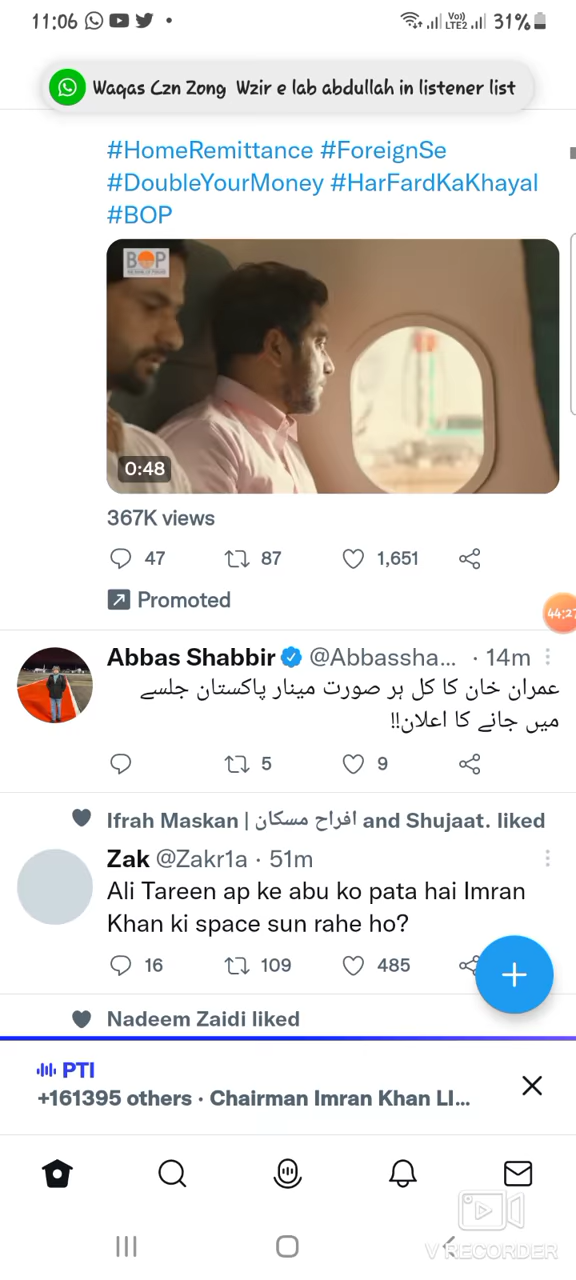 11:06
Vo)) LTE2 31%
Waqas Czn Zong Wzir e lab abdullah in listener list
#HomeRemittance #ForeignSe
#DoubleYourMoney #HarFardKaKhayal
#BOP
BOP
0:48
367K views
47 87 1,651
Promoted
44:27
Abbas Shabbir @Abbassha... · 14m
عمران خان کا کل ہر صورت مینار پاکستان جلسے
میں جانے کا اعلان!!
5 9
Ifrah Maskan | افراح مسکان and Shujaat. liked
Zak @Zakr1a · 51m
Ali Tareen ap ke abu ko pata hai Imran
Khan ki space sun rahe ho?
16 109 485
Nadeem Zaidi liked
PTI
+161395 others · Chairman Imran Khan LI...
V RECORDER